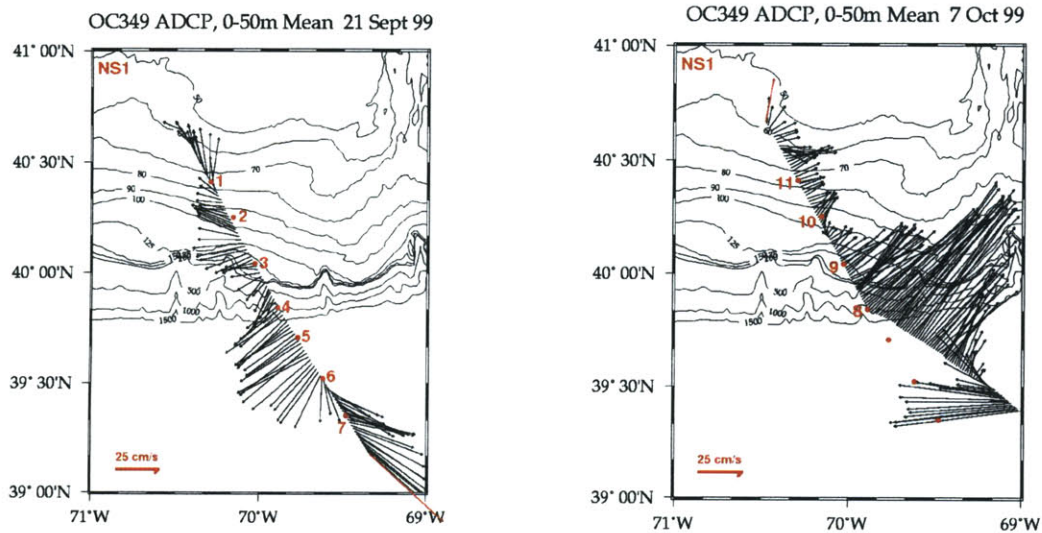 OC349 ADCP, 0-50m Mean 21 Sept 99
41° 00'N
NS1
50
40° 30'N
80
90
100
70
1
2
125
3
40° 00'N
500
1000
1500
4
5
6
39° 30'N
7
25 cm/s
39° 00'N
71°W
70°W
69°W
OC349 ADCP, 0-50m Mean 7 Oct 99
41° 00'N
NS1
50
40° 30'N
80
90
100
70
11
10
125
9
40° 00'N
500
1000
1500
8
39° 30'N
25 cm/s
39° 00'N
71°W
70°W
69°W